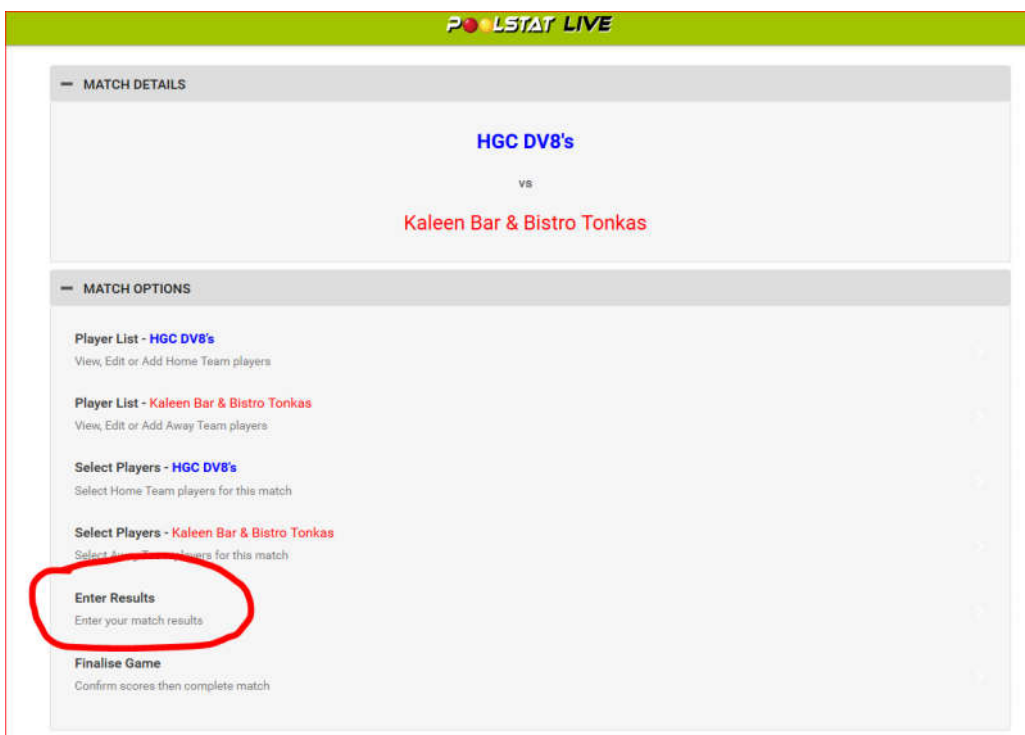 POOLSTAT LIVE
MATCH DETAILS
HGC DV8's
vs
Kaleen Bar & Bistro Tonkas
MATCH OPTIONS
Player List - HGC DV8's
View, Edit or Add Home Team players
Player List - Kaleen Bar & Bistro Tonkas
View, Edit or Add Away Team players
Select Players - HGC DV8's
Select Home Team players for this match
Select Players - Kaleen Bar & Bistro Tonkas
Select Away Team players for this match
Enter Results
Enter your match results
Finalise Game
Confirm scores then complete match